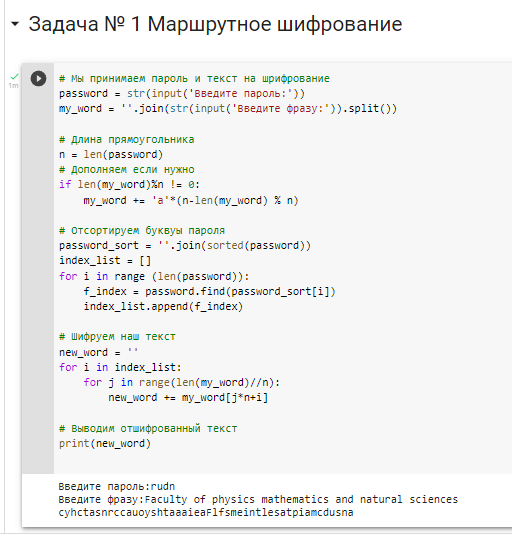 Задача № 1 Маршрутное шифрование
1m
# Мы принимаем пароль и текст на шрифрование
password = str(input('Введите пароль:'))
my_word = ''.join(str(input('Введите фразу:')).split())
# Длина прямоугольника
n = len(password)
# Дополняем если нужно
if len(my_word)%n != 0:
my_word += 'a'*(n-len(my_word) % n)
# Отсортируем буквуы пароля
password_sort = ''.join(sorted(password))
index_list = []
for i in range (len(password)):
f_index = password.find(password_sort[i])
index_list.append(f_index)
# Шифруем наш текст
new_word = ''
for i in index_list:
for j in range(len(my_word)//n):
new_word += my_word[j*n+i]
# Выводим отшифрованный текст
print(new_word)
Введите пароль:rudn
Введите фразу:Faculty of physics mathematics and natural sciences
cyhctasnrccauoyshtaaaieaFlfsmeintlesatpiamcdusna